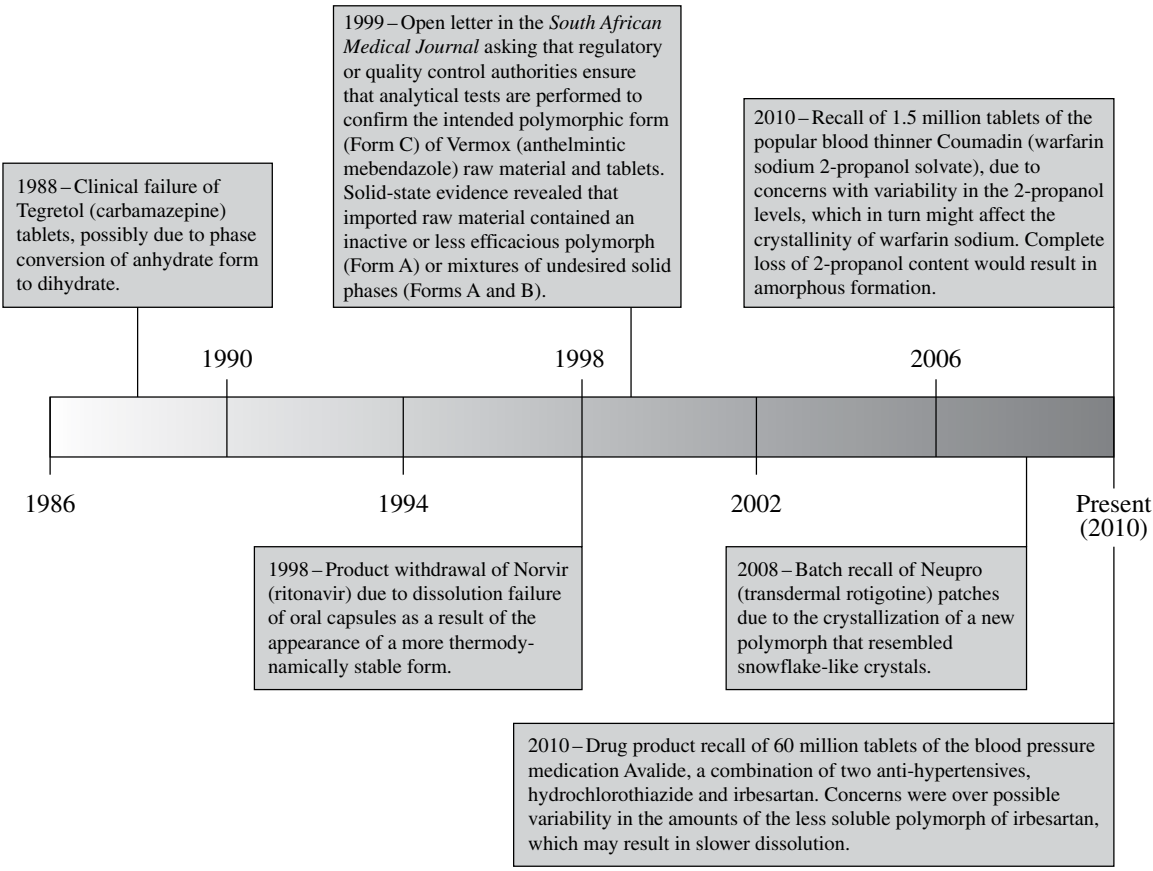 1999 – Open letter in the South African
Medical Journal asking that regulatory
or quality control authorities ensure
that analytical tests are performed to
confirm the intended polymorphic form
(Form C) of Vermox (anthelmintic
mebendazole) raw material and tablets.
Solid-state evidence revealed that
imported raw material contained an
inactive or less efficacious polymorph
(Form A) or mixtures of undesired solid
phases (Forms A and B).
2010 – Recall of 1.5 million tablets of the
popular blood thinner Coumadin (warfarin
sodium 2-propanol solvate), due to
concerns with variability in the 2-propanol
levels, which in turn might affect the
crystallinity of warfarin sodium. Complete
loss of 2-propanol content would result in
amorphous formation.
1988 – Clinical failure of
Tegretol (carbamazepine)
tablets, possibly due to phase
conversion of anhydrate form
to dihydrate.
1990
1998
2006
1986
1994
2002
Present
(2010)
1998 – Product withdrawal of Norvir
(ritonavir) due to dissolution failure
of oral capsules as a result of the
appearance of a more thermody-
namically stable form.
2008 – Batch recall of Neupro
(transdermal rotigotine) patches
due to the crystallization of a new
polymorph that resembled
snowflake-like crystals.
2010 – Drug product recall of 60 million tablets of the blood pressure
medication Avalide, a combination of two anti-hypertensives,
hydrochlorothiazide and irbesartan. Concerns were over possible
variability in the amounts of the less soluble polymorph of irbesartan,
which may result in slower dissolution.